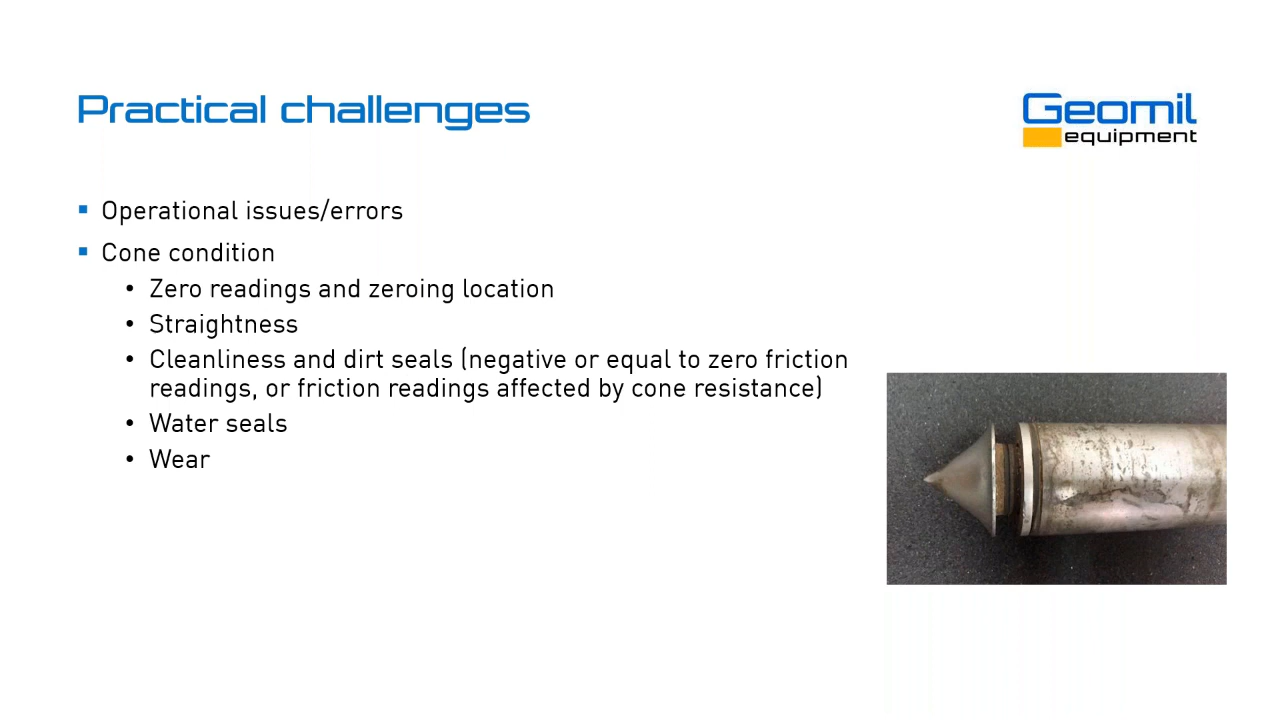 Practical challenges
Geomil
equipment
▪ Operational issues/errors
▪ Cone condition
• Zero readings and zeroing location
• Straightness
• Cleanliness and dirt seals (negative or equal to zero friction
readings, or friction readings affected by cone resistance)
• Water seals
• Wear